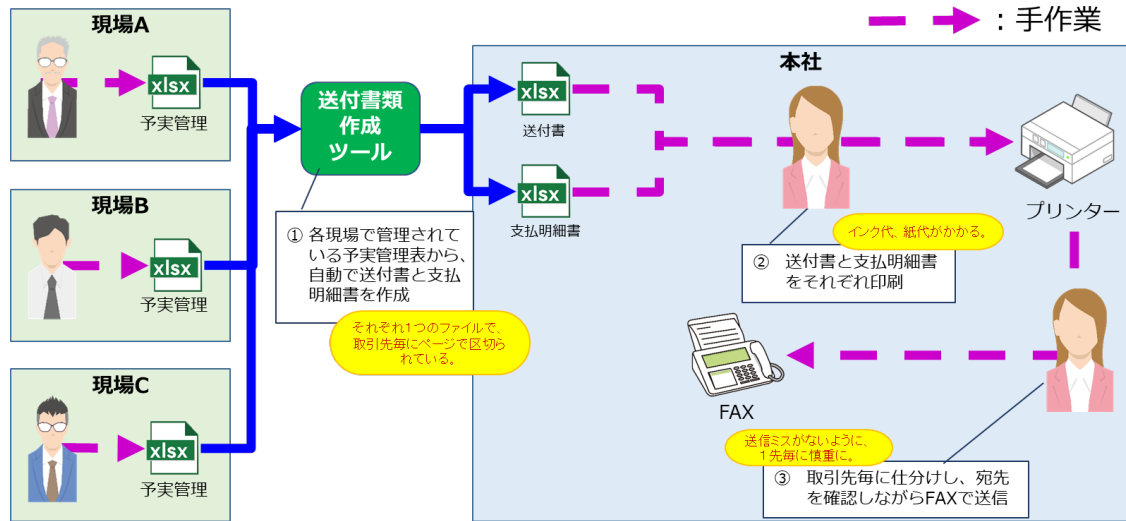 : 手作業
現場A
xlsx
予実管理
現場B
xlsx
予実管理
現場C
xlsx
予実管理
送付書類
作成
ツール
① 各現場で管理されて
いる予実管理表から、
自動で送付書と支払
明細書を作成
それぞれ1つのファイルで、
取引先毎にページで区切ら
れている。
本社
xlsx
送付書
xlsx
支払明細書
プリンター
インク代、紙代がかかる。
② 送付書と支払明細書
をそれぞれ印刷
FAX
送信ミスがないように、
1先毎に慎重に。
③ 取引先毎に仕分けし、宛先
を確認しながらFAXで送信